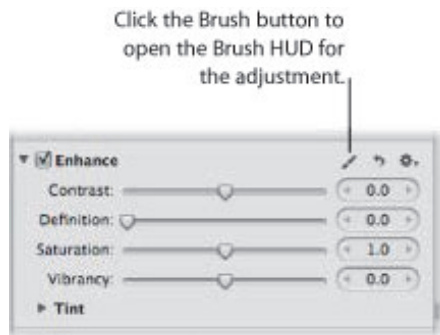 Click the Brush button to
open the Brush HUD for
the adjustment.
Enhance
Contrast: 0.0
Definition: 0.0
Saturation: 1.0
Vibrancy: 0.0
Tint